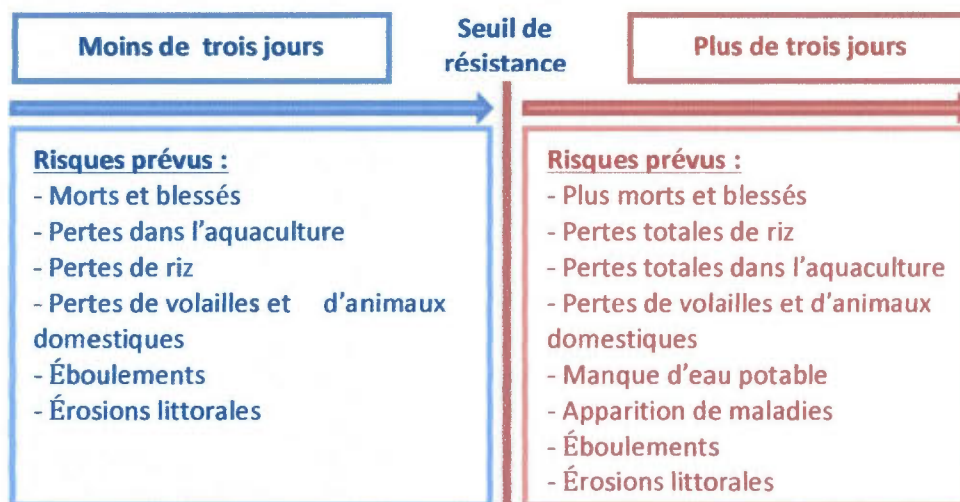 Moins de trois jours
Seuil de
résistance
Plus de trois jours
Risques prévus :
- Morts et blessés
- Pertes dans l'aquaculture
- Pertes de riz
- Pertes de volailles et d'animaux
domestiques
- Éboulements
- Érosions littorales
Risques prévus :
- Plus morts et blessés
- Pertes totales de riz
- Pertes totales dans l'aquaculture
- Pertes de volailles et d'animaux
domestiques
- Manque d'eau potable
- Apparition de maladies
- Éboulements
- Érosions littorales